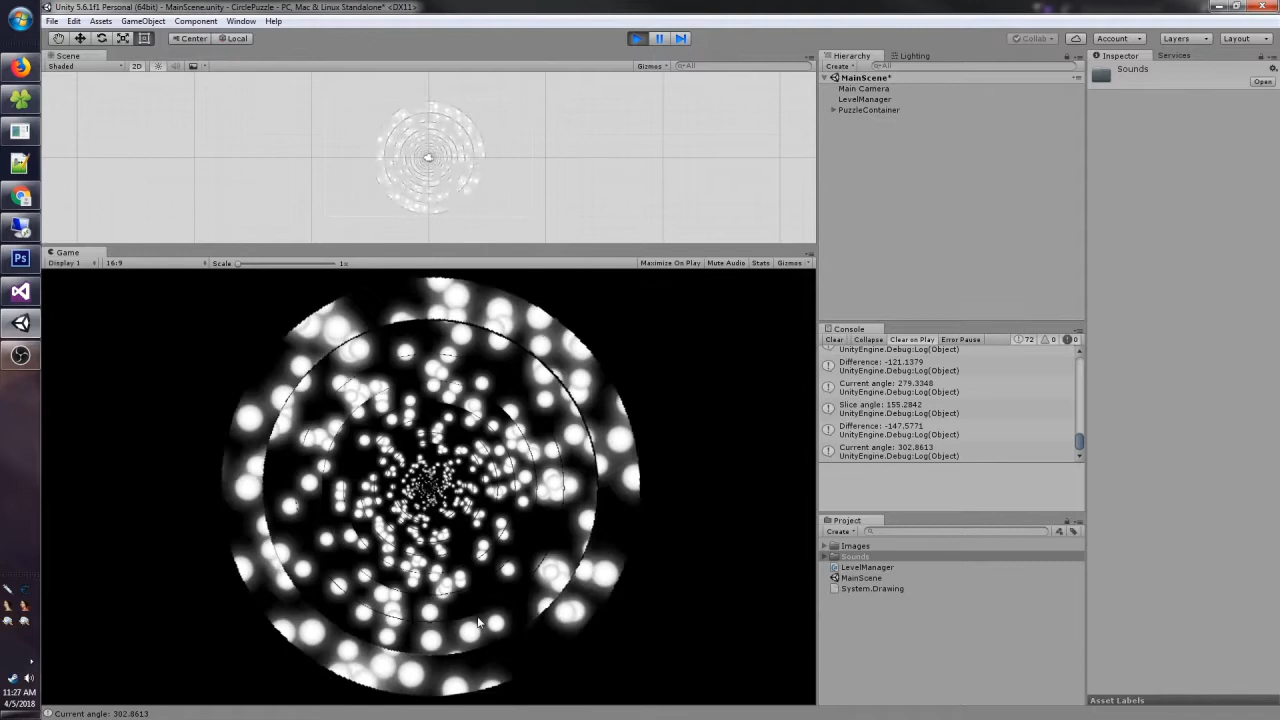 Unity 5.6.1f1 Personal (64bit) - MainScene.unity - CirclePuzzle - PC, Mac & Linux Standalone* <DX11>
File Edit Assets GameObject Component Window Help
Center Local Collab Account Layers Layout
Scene
Shaded 2D Gizmos All
Game
Display 1 16:9 Scale 1x Maximize On Play Mute Audio Stats Gizmos
Hierarchy Lighting
Create All
MainScene*
Main Camera
LevelManager
PuzzleContainer
Console
Clear Collapse Clear on Play Error Pause 72 0 0
UnityEngine.Debug:Log(Object)
Difference: -121.1379
UnityEngine.Debug:Log(Object)
Current angle: 279.3348
UnityEngine.Debug:Log(Object)
Slice angle: 155.2842
UnityEngine.Debug:Log(Object)
Difference: -147.5771
UnityEngine.Debug:Log(Object)
Current angle: 302.8613
UnityEngine.Debug:Log(Object)
Project
Create
Images
Sounds
LevelManager
MainScene
System.Drawing
Inspector Services
Sounds
Open
Asset Labels
Ps
11:27 AM
4/5/2018
Current angle: 302.8613